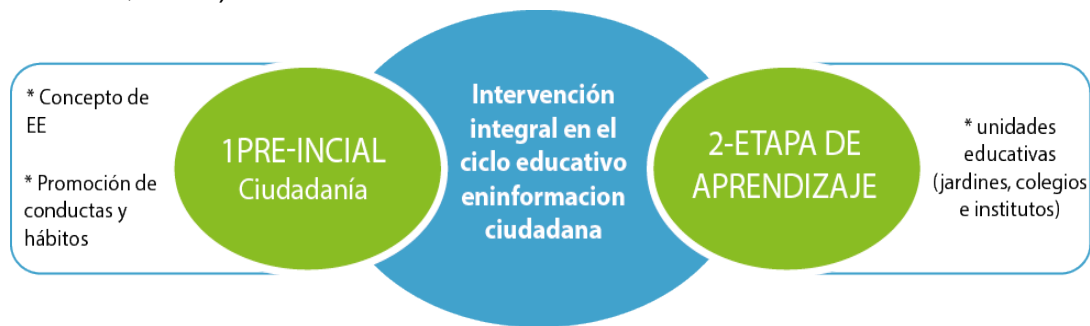 * Concepto de
EE
* Promoción de
conductas y
hábitos
1PRE-INCIAL
Ciudadanía
Intervención
integral en el
ciclo educativo
eninformacion
ciudadana
2-ETAPA DE
APRENDIZAJE
* unidades
educativas
(jardines, colegios
e institutos)